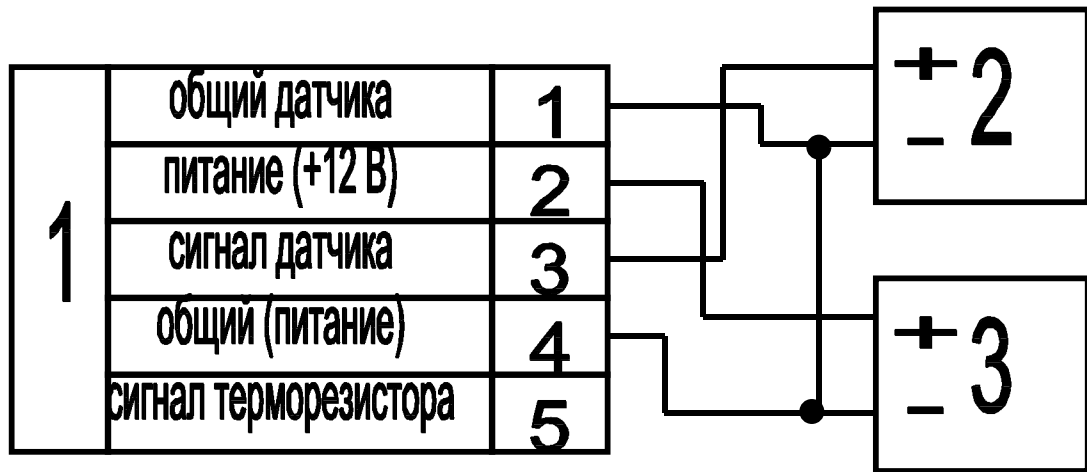 1
общий датчика 1
питание (+12 В) 2
сигнал датчика 3
общий (питание) 4
сигнал терморезистора 5
+ 2
−
+ 3
−